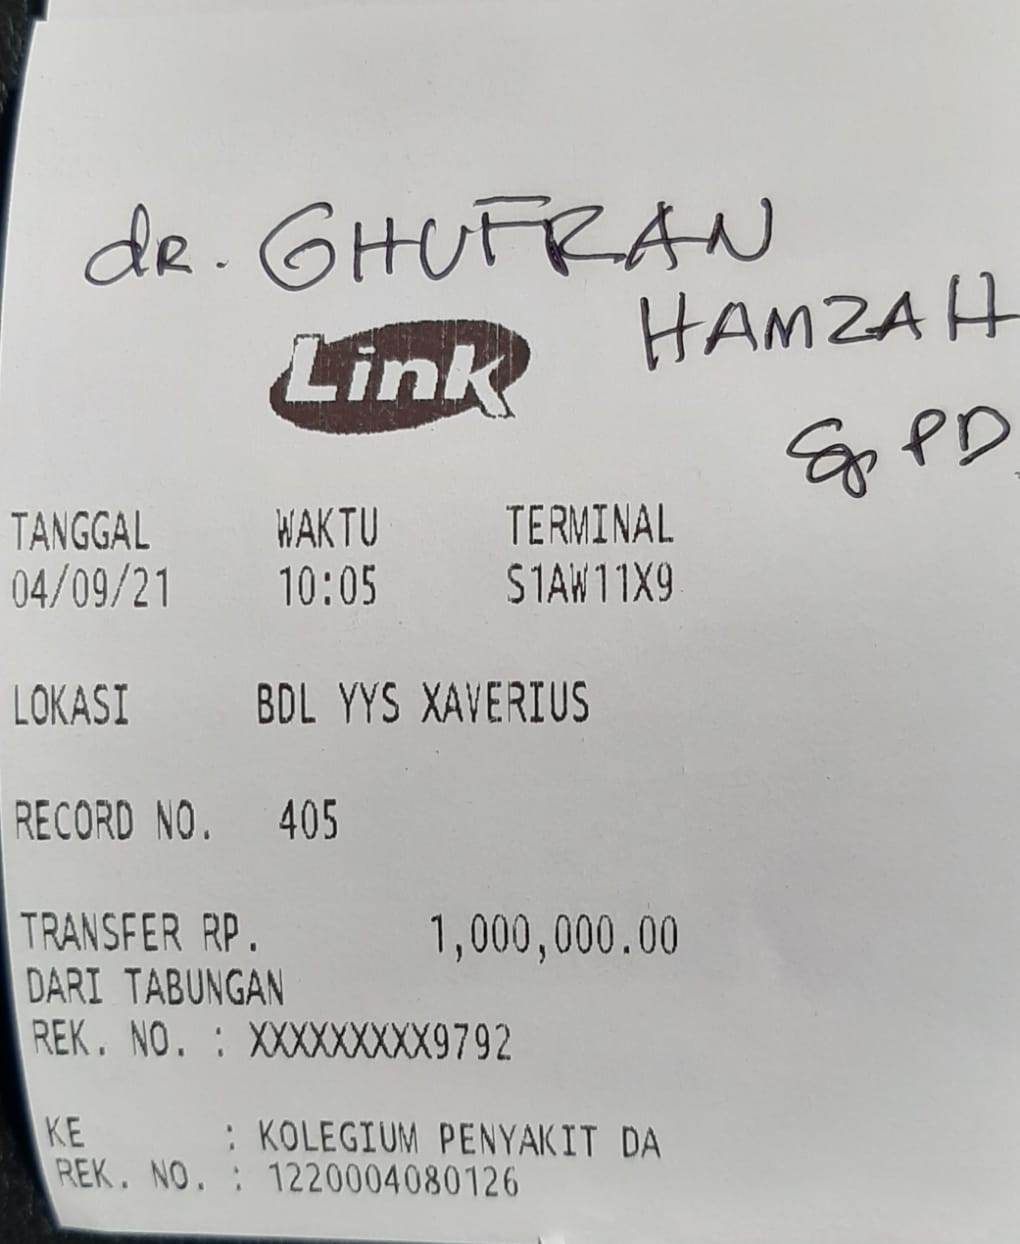 dR. GHUFRAN
HAMZAH
Sp PD
Link
TANGGAL WAKTU TERMINAL
04/09/21 10:05 S1AW11X9
LOKASI BDL YYS XAVERIUS
RECORD NO. 405
TRANSFER RP. 1,000,000.00
DARI TABUNGAN
REK. NO. : XXXXXXXXX9792
KE : KOLEGIUM PENYAKIT DA
REK. NO. : 1220004080126